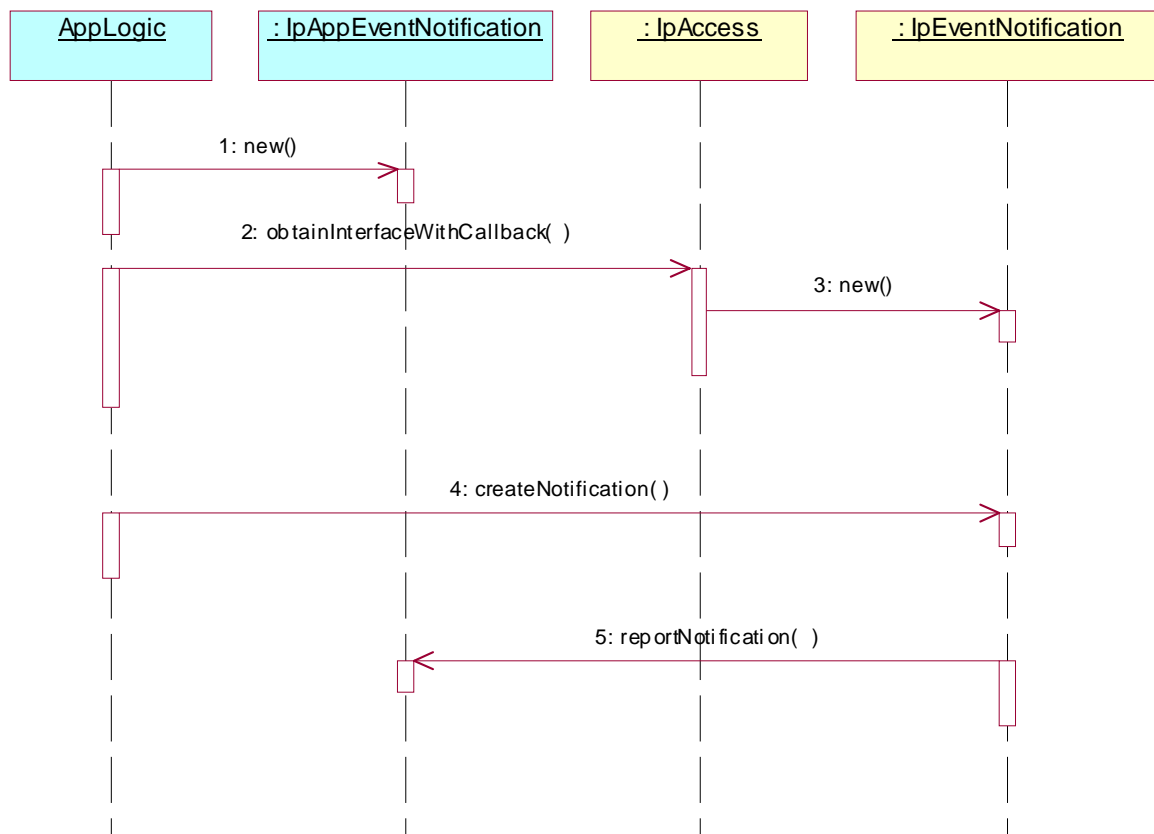 AppLogic
: IpAppEventNotification
: IpAccess
: IpEventNotification
1: new()
2: obtainInterfaceWithCallback( )
3: new()
4: createNotification( )
5: reportNotification( )